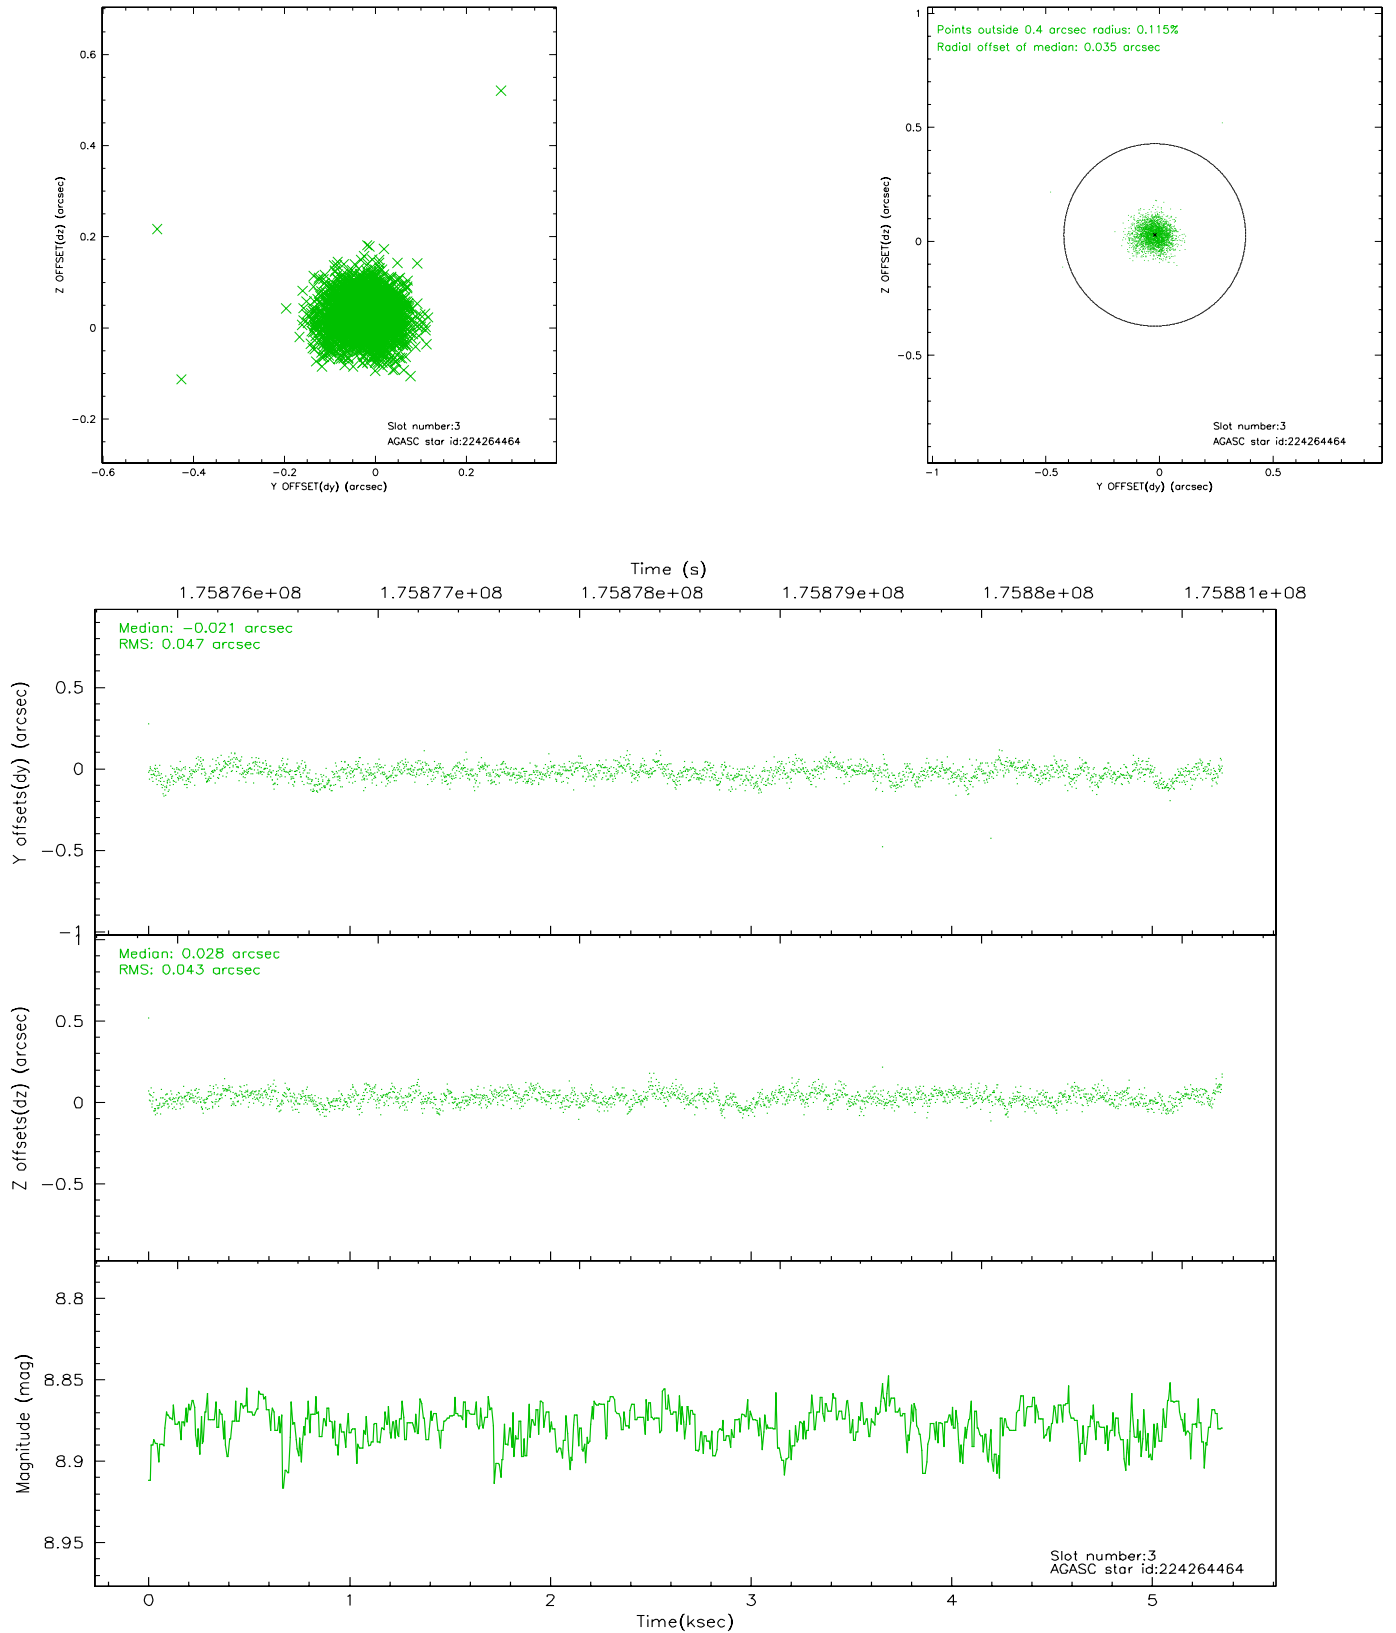 0.6
0.4
0.2
0
−0.2
Z OFFSET(dz) (arcsec)
Slot number:3
AGASC star id:224264464
−0.6 −0.4 −0.2 0 0.2
Y OFFSET(dy) (arcsec)
1
0.5
0
−0.5
Z OFFSET(dz) (arcsec)
Points outside 0.4 arcsec radius: 0.115%
Radial offset of median: 0.035 arcsec
Slot number:3
AGASC star id:224264464
−1 −0.5 0 0.5
Y OFFSET(dy) (arcsec)
Time (s)
1.75876e+08 1.75877e+08 1.75878e+08 1.75879e+08 1.7588e+08 1.75881e+08
Median: −0.021 arcsec
RMS: 0.047 arcsec
0.5
0
−0.5
−1
Y offsets(dy) (arcsec)
Median: 0.028 arcsec
RMS: 0.043 arcsec
1
0.5
0
−0.5
Z offsets(dz) (arcsec)
8.8
8.85
8.9
8.95
Magnitude (mag)
Slot number:3
AGASC star id:224264464
0 1 2 3 4 5
Time(ksec)